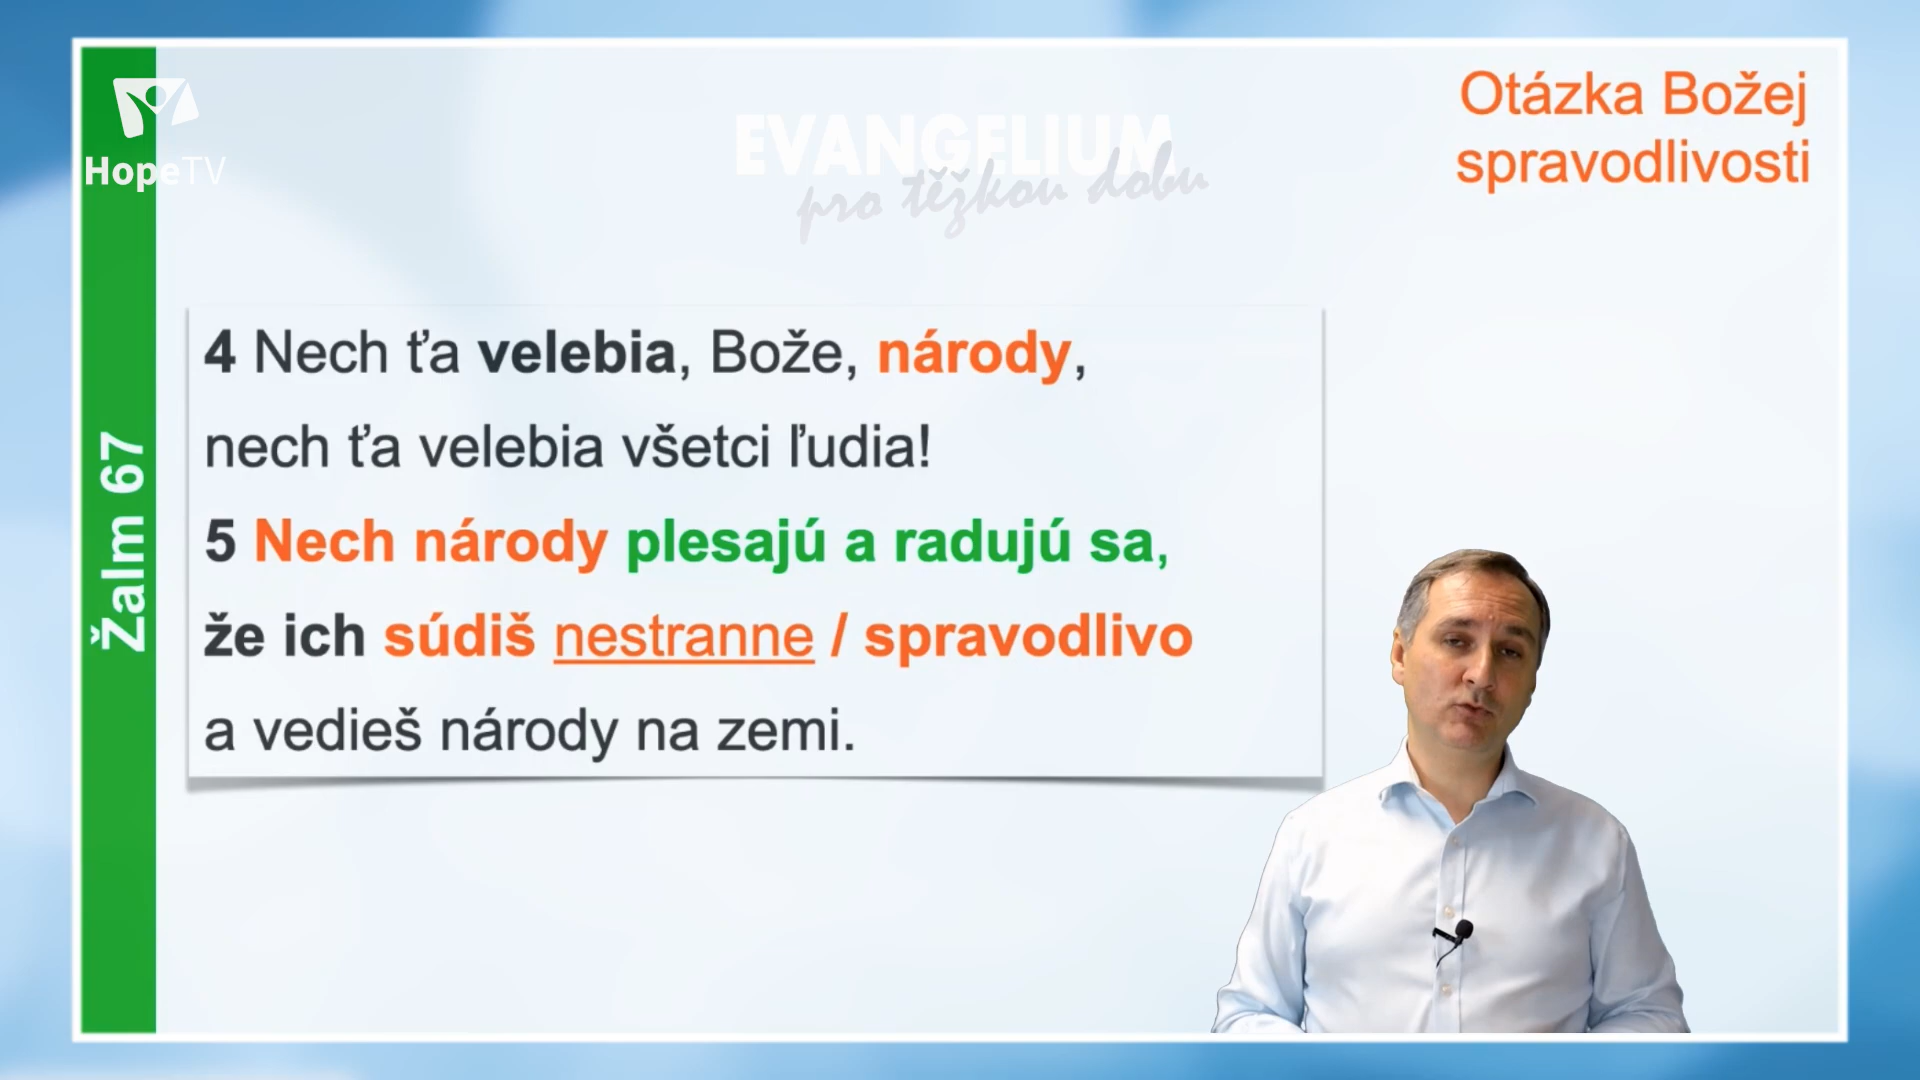 HopeTV
EVANGELIUM
pro těžkou dobu
Otázka Božej
spravodlivosti
Žalm 67
4 Nech ťa velebia, Bože, národy,
nech ťa velebia všetci ľudia!
5 Nech národy plesajú a radujú sa,
že ich súdiš nestranne / spravodlivo
a vedieš národy na zemi.